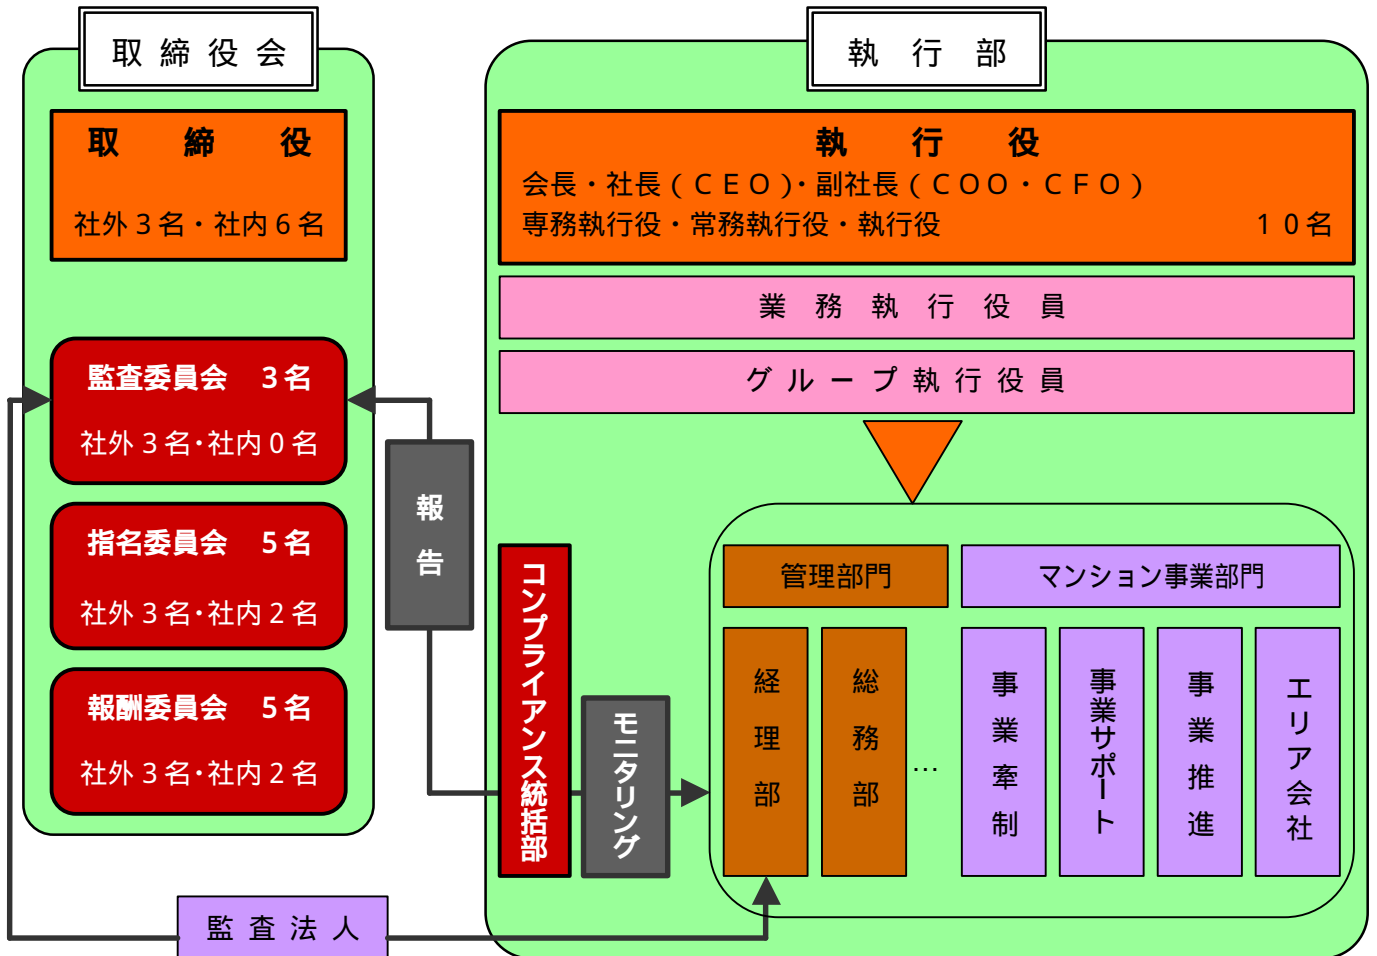 取締役会
取締役
社外3名・社内6名
監査委員会 3名
社外3名・社内0名
指名委員会 5名
社外3名・社内2名
報酬委員会 5名
社外3名・社内2名
報告
監査法人
執行部
執行役
会長・社長(CEO)・副社長(COO・CFO)
専務執行役・常務執行役・執行役 10名
業務執行役員
グループ執行役員
コンプライアンス統括部
モニタリング
管理部門
経理部
総務部
…
マンション事業部門
事業牽制
事業サポート
事業推進
エリア会社